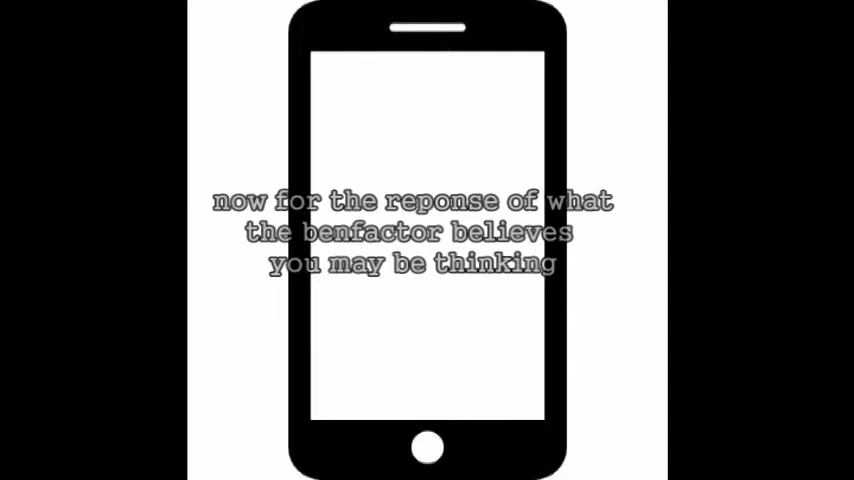 now for the reponse of what
the benfactor believes
you may be thinking